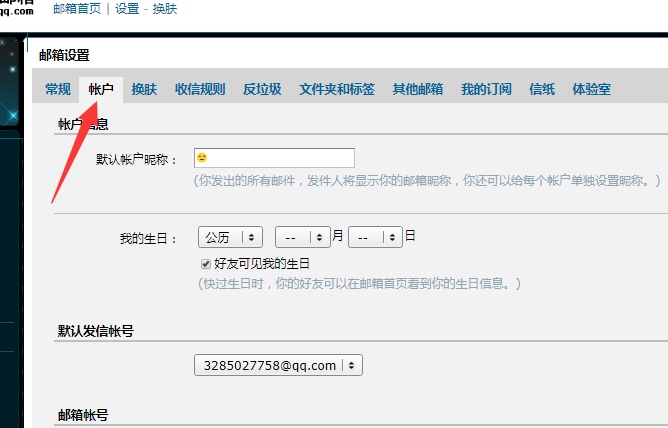 qq.com 邮箱首页 | 设置 - 换肤
邮箱设置
常规 帐户 换肤 收信规则 反垃圾 文件夹和标签 其他邮箱 我的订阅 信纸 体验室
帐户信息
默认帐户昵称：
(你发出的所有邮件，发件人将显示你的邮箱昵称，你还可以给每个帐户单独设置昵称。)
我的生日： 公历 -- 月 -- 日
好友可见我的生日
(快过生日时，你的好友可以在邮箱首页看到你的生日信息。)
默认发信帐号
3285027758@qq.com
邮箱帐号